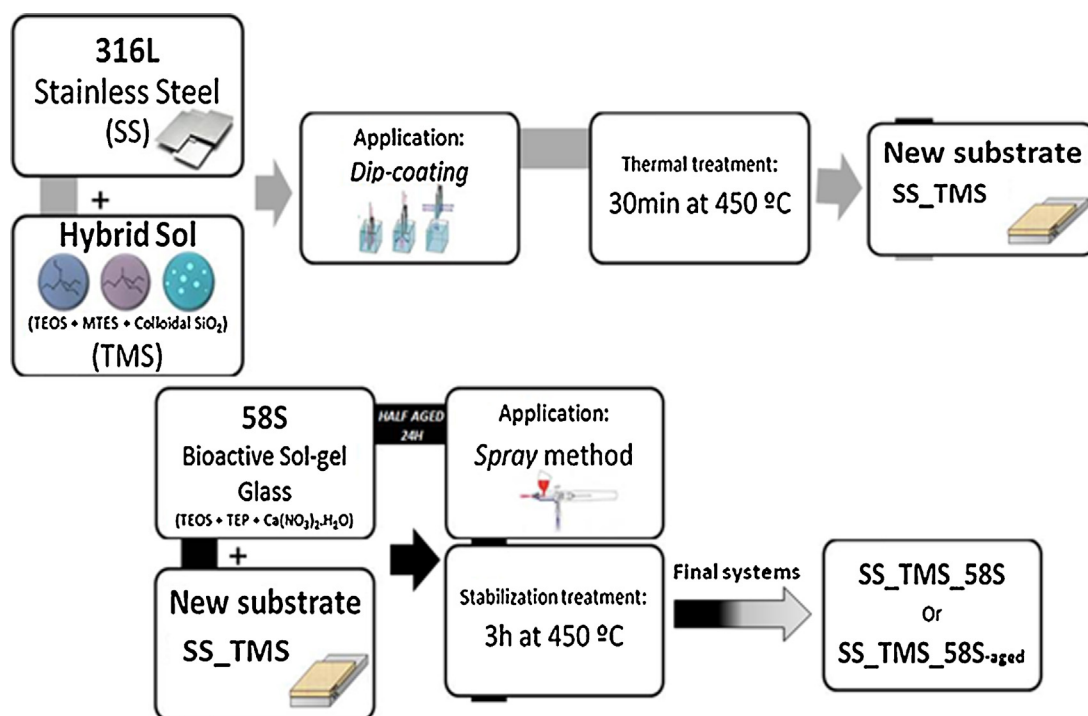 316L
Stainless Steel
(SS)
+
Hybrid Sol
(TEOS + MTES + Colloidal SiO₂)
(TMS)
Application:
Dip-coating
Thermal treatment:
30min at 450 ºC
New substrate
SS_TMS
58S
Bioactive Sol-gel
Glass
(TEOS + TEP + Ca(NO₃)₂.H₂O)
+
New substrate
SS_TMS
HALF AGED
24H
Application:
Spray method
Stabilization treatment:
3h at 450 ºC
Final systems
SS_TMS_58S
Or
SS_TMS_58S-aged